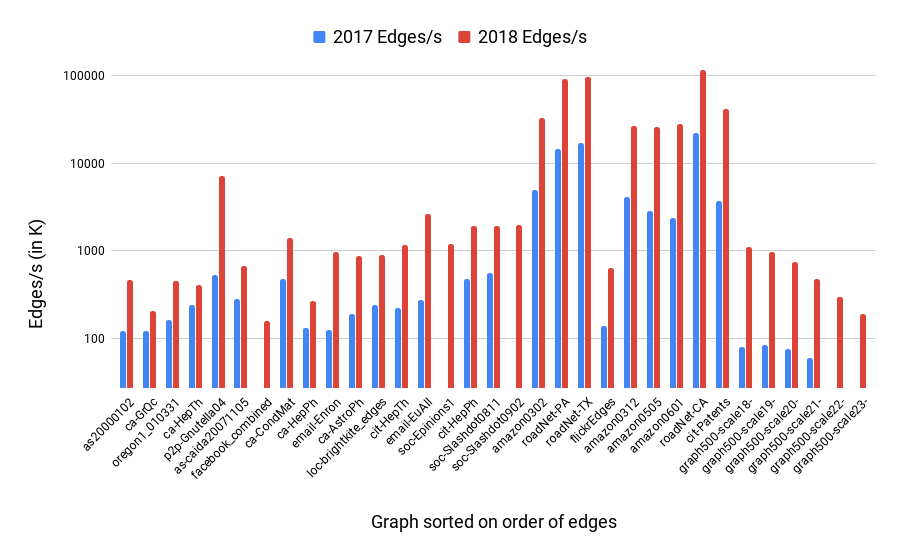 2017 Edges/s
2018 Edges/s
100000
10000
1000
100
Edges/s (in K)
as20000102
ca-GrQc
oregon1_010331
ca-HepTh
p2p-Gnutella04
as-caida20071105
facebook_combined
ca-CondMat
ca-HepPh
email-Enron
ca-AstroPh
loc-brightkite_edges
cit-HepTh
email-EuAll
soc-Epinions1
cit-HepPh
soc-Slashdot0811
soc-Slashdot0902
amazon0302
roadNet-PA
roadNet-TX
flickrEdges
amazon0312
amazon0505
amazon0601
roadNet-CA
cit-Patents
graph500-scale18-
graph500-scale19-
graph500-scale20-
graph500-scale21-
graph500-scale22-
graph500-scale23-
Graph sorted on order of edges